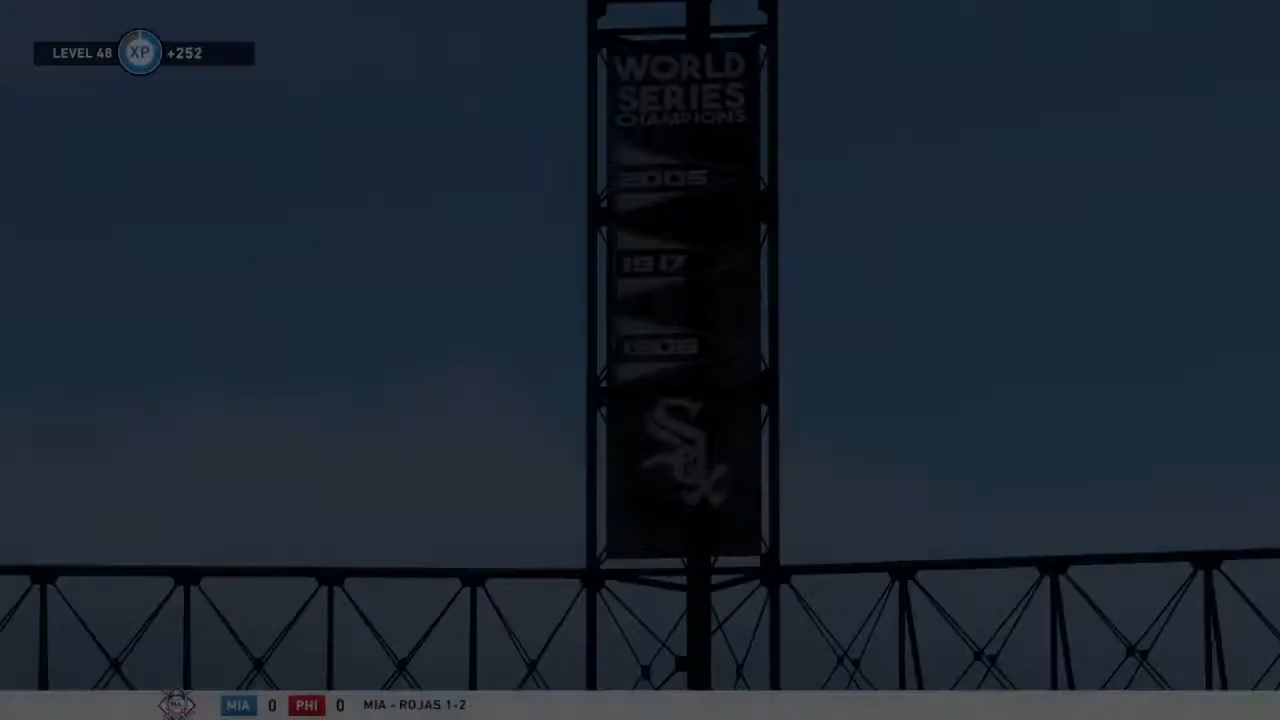 LEVEL 48 XP +252
WORLD
SERIES
CHAMPIONS
2005
1917
1906
Sox
NL
MIA 0 PHI 0 MIA - ROJAS 1-2